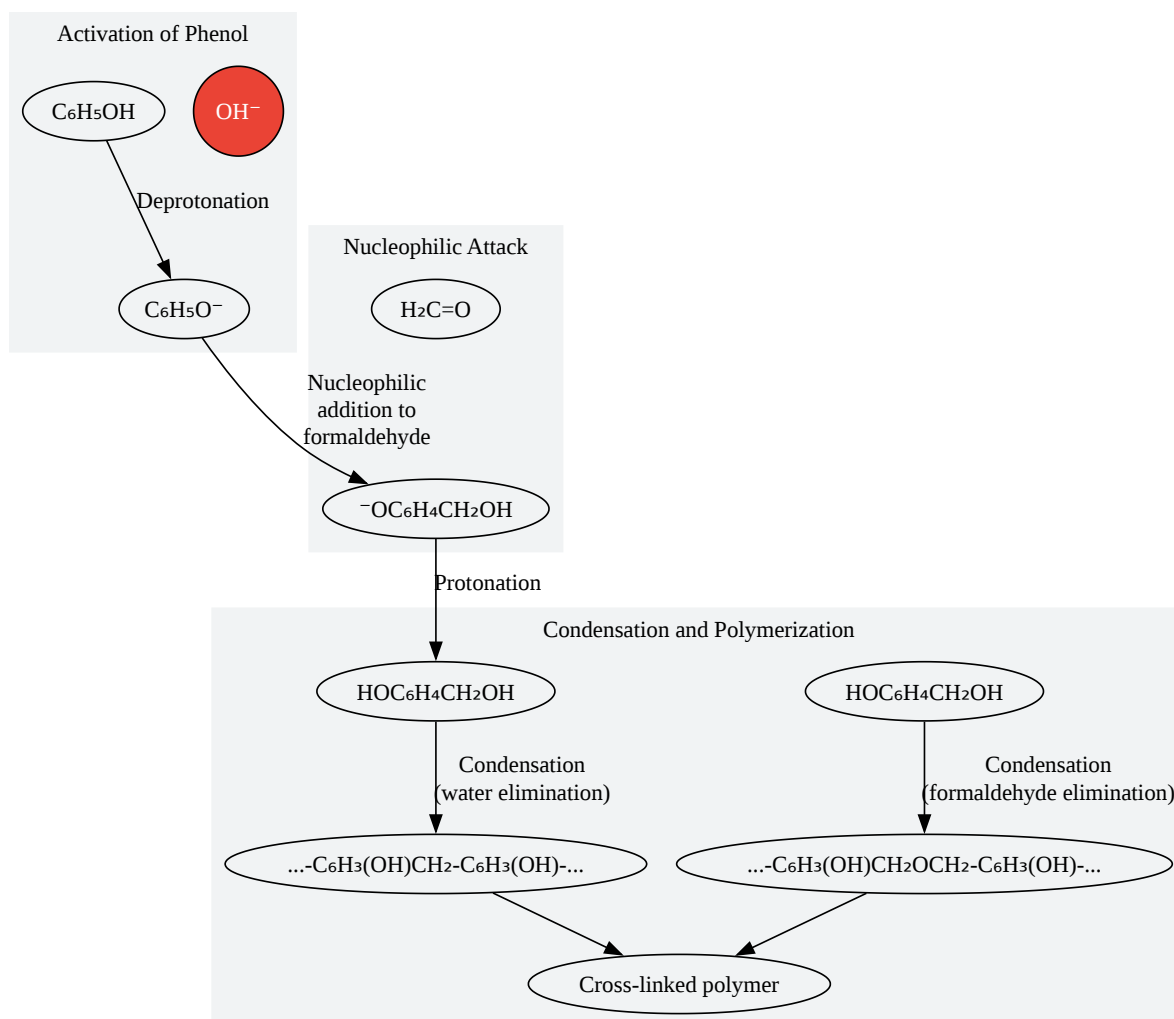 Activation of Phenol
C₆H₅OH
OH⁻
Deprotonation
C₆H₅O⁻
Nucleophilic Attack
H₂C=O
Nucleophilic
addition to
formaldehyde
⁻OC₆H₄CH₂OH
Protonation
Condensation and Polymerization
HOC₆H₄CH₂OH
HOC₆H₄CH₂OH
Condensation
(water elimination)
Condensation
(formaldehyde elimination)
...-C₆H₃(OH)CH₂-C₆H₃(OH)-...
...-C₆H₃(OH)CH₂OCH₂-C₆H₃(OH)-...
Cross-linked polymer